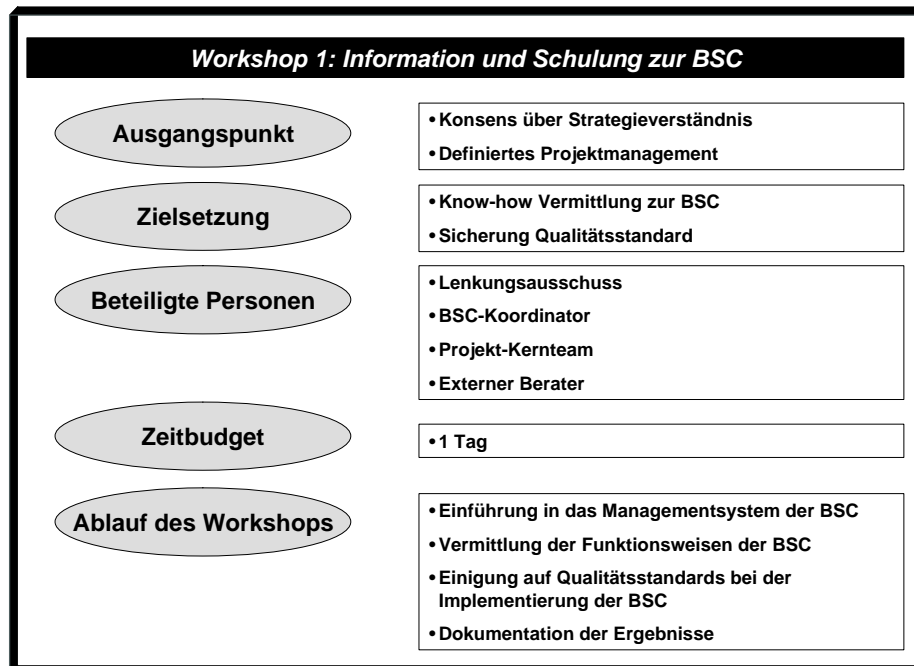 Workshop 1: Information und Schulung zur BSC
Ausgangspunkt
• Konsens über Strategieverständnis
• Definiertes Projektmanagement
Zielsetzung
• Know-how Vermittlung zur BSC
• Sicherung Qualitätsstandard
Beteiligte Personen
• Lenkungsausschuss
• BSC-Koordinator
• Projekt-Kernteam
• Externer Berater
Zeitbudget
• 1 Tag
Ablauf des Workshops
• Einführung in das Managementsystem der BSC
• Vermittlung der Funktionsweisen der BSC
• Einigung auf Qualitätsstandards bei der
Implementierung der BSC
• Dokumentation der Ergebnisse